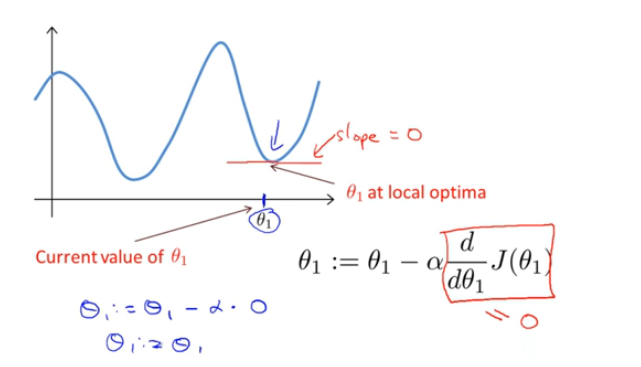 slope = 0
θ₁ at local optima
θ₁
Current value of θ₁
θ₁ := θ₁ − α d/dθ₁ J(θ₁)
= 0
θ₁ := θ₁ - α · 0
θ₁ := θ₁